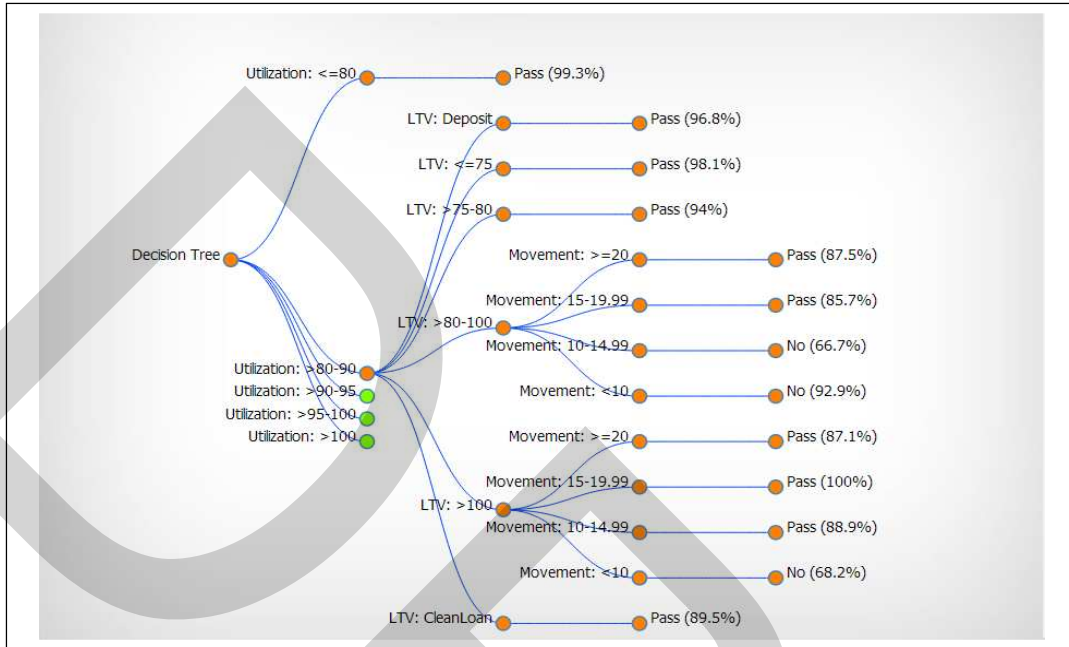 Utilization: <=80
Pass (99.3%)
LTV: Deposit
Pass (96.8%)
LTV: <=75
Pass (98.1%)
LTV: >75-80
Pass (94%)
Decision Tree
Movement: >=20
Pass (87.5%)
Movement: 15-19.99
Pass (85.7%)
LTV: >80-100
Movement: 10-14.99
No (66.7%)
Utilization: >80-90
Movement: <10
No (92.9%)
Utilization: >90-95
Utilization: >95-100
Utilization: >100
Movement: >=20
Pass (87.1%)
Movement: 15-19.99
Pass (100%)
LTV: >100
Movement: 10-14.99
Pass (88.9%)
Movement: <10
No (68.2%)
LTV: CleanLoan
Pass (89.5%)